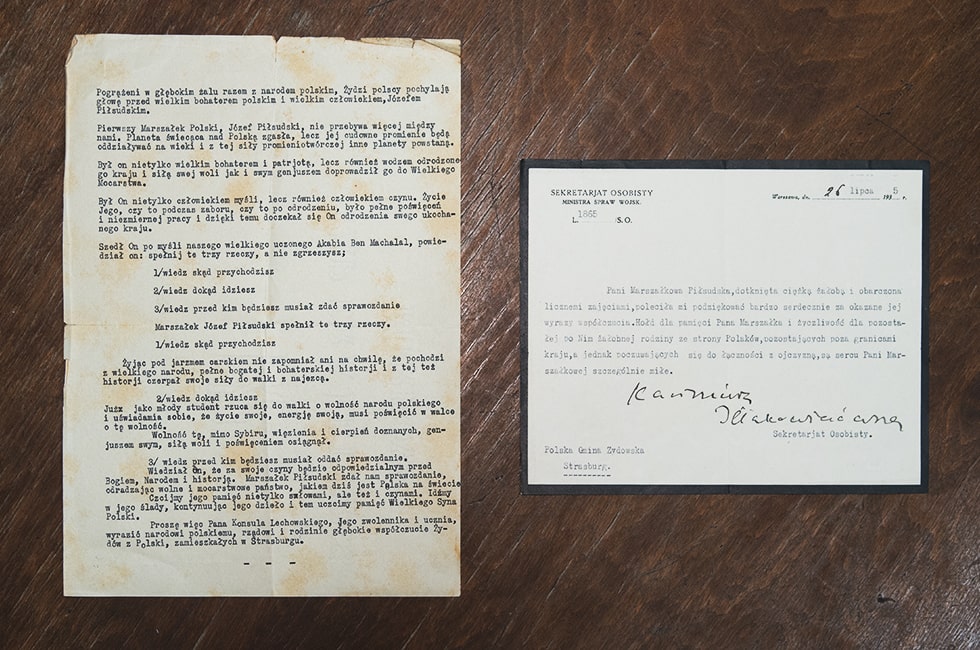 Pogrążeni w głębokim żalu razem z narodem polskim, Żydzi polscy pochylają
głowę przed wielkim bohaterem polskim i wielkim człowiekiem,Józefem
Piłsudskim.
Pierwszy Marszałek Polski, Józef Piłsudski, nie przebywa więcej między
nami. Planeta świecąca nad Polską zgasła, lecz jej cudowne promienie będą
oddziaływać na wieki i z tej siły promieniotwórczej inne planety powstaną.
Był on nietylko wielkim bohaterem i patrjotą, lecz również wodzem odrodzone-
go kraju i siłą swej woli jak i swym genjuszem doprowadził go do Wielkiego
Mocarstwa.
Był On nietylko człowiekiem myśli, lecz również człowiekiem czynu. Życie
Jego, czy to podczas zaboru, czy to po odrodzeniu, było pełne poświęceń
i niezmiernej pracy i dzięki temu doczekał się On odrodzenia swego ukocha-
nego kraju.
Szedł On po myśli naszego wielkiego uczonego Akabia Ben Machalal, powie-
dział on: spełnij te trzy rzeczy, a nie zgrzeszysz;
1/wiedz skąd przychodzisz
2/wiedz dokąd idziesz
3/wiedz przed kim będziesz musiał zdać sprawozdanie
Marszałek Józef Piłsudski spełnił te trzy rzeczy.
1/wiedz skąd przychodzisz
Żyjąc pod jarzmem carskiem nie zapomniał ani na chwilę, że pochodzi
z wielkiego narodu, pełne bogatej i bohaterskiej historji i z tej też
historji czerpał swoje siły do walki z najezcą.
2/wiedz dokąd idziesz
Jużx jako młody student rzuca się do walki o wolność narodu polskiego
i uświadamia sobie, że życie swoje, energję swoją, musi poświęcić w walce
o tę wolność.
Wolność tę, mimo Sybiru, więzienia i cierpień doznanych, gen-
juszem swym, siłą woli i poświęceniem osiągnął.
3/ wiedz przed kim będziesz musiał oddać sprawozdanie.
Wiedział On, że za swoje czyny będzie odpowiedzialnym przed
Bogiem, Narodem i historją. Marszałek Piłsudski zdał nam sprawozdanie,
odradzając wolne i mocarstwowe państwo, jakiem dziś jest Polska na świecie
Czcijmy jego pamięć nietylko swłowami, ale też i czynami. Idźmy
w jego ślady, kontynuując jego dzieło i tem uczcimy pamięć Wielkiego Syna
Polski.
Proszę więc Pana Konsula Lechowskiego, Jego zwolennika i ucznia,
wyrazić narodowi polskiemu, rządowi i rodzinie głębokie współczucie Ży-
dów z Polski, zamieszkałych w Strasburgu.
- - -
SEKRETARJAT OSOBISTY
MINISTRA SPRAW WOJSK.
L. 1865 /S.O.
Warszawa, dn. 26 lipca 1935 r.
Pani Marszałkowa Piłsudska,dotknięta ciężką żałobą i obarczona
licznemi zajęciami,poleciła mi podziękować bardzo serdecznie za okazane jej
wyrazy współczucia.Hołd dla pamięci Pana Marszałka i życzliwość dla pozosta-
łej po Nim żałobnej rodziny ze strony Polaków,pozostających poza granicami
kraju,a jednak poczuwających się do łączności z ojczyzną,są sercu Pani Mar-
szałkowej szczególnie miłe.
Kazimiera
Iłłakowiczówna
Sekretarjat Osobisty.
Polska Gmina Żydowska
Strasburg.